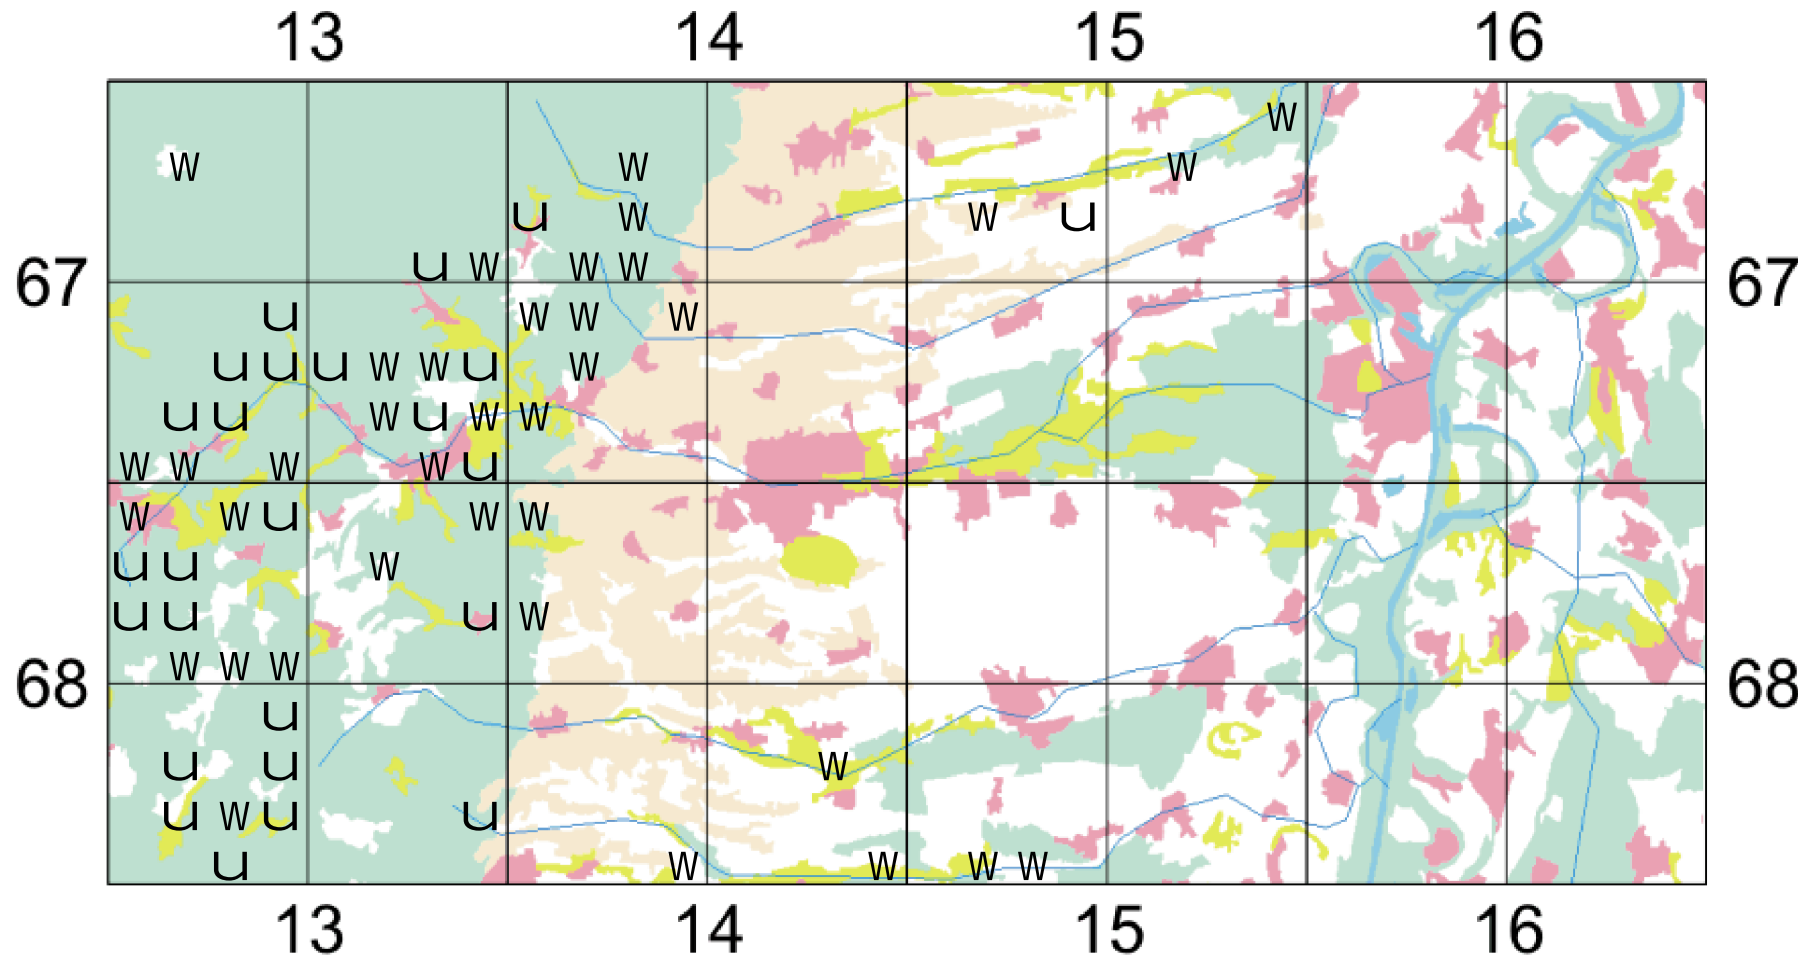 13 14 15 16
w
w w w
u w w u
67 u w w w 67
u w w w
u u u w w u w
u u w u w w
w w w w u
w w u w w
u u w
u u u w
68 w w w 68
u
u u w
u w u u
u w w w w
13 14 15 16